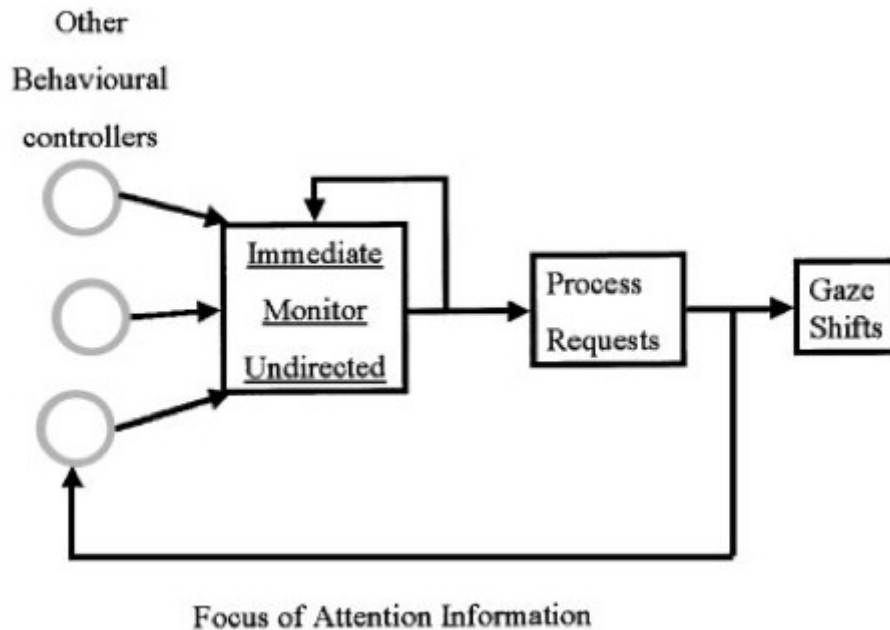 Other
Behavioural
controllers
Immediate
Monitor
Undirected
Process
Requests
Gaze
Shifts
Focus of Attention Information